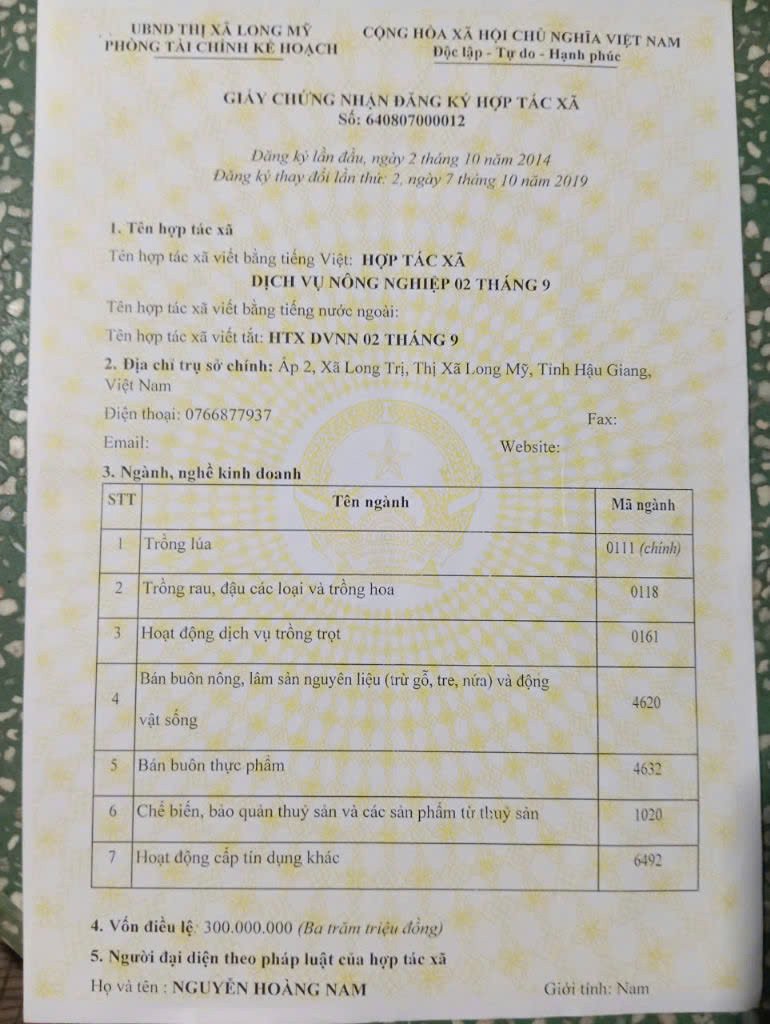 UBND THỊ XÃ LONG MỸ
PHÒNG TÀI CHÍNH KẾ HOẠCH
CỘNG HÒA XÃ HỘI CHỦ NGHĨA VIỆT NAM
Độc lập - Tự do - Hạnh phúc
GIẤY CHỨNG NHẬN ĐĂNG KÝ HỢP TÁC XÃ
Số: 640807000012
Đăng ký lần đầu, ngày 2 tháng 10 năm 2014
Đăng ký thay đổi lần thứ: 2, ngày 7 tháng 10 năm 2019
1. Tên hợp tác xã
Tên hợp tác xã viết bằng tiếng Việt: HỢP TÁC XÃ
DỊCH VỤ NÔNG NGHIỆP 02 THÁNG 9
Tên hợp tác xã viết bằng tiếng nước ngoài:
Tên hợp tác xã viết tắt: HTX DVNN 02 THÁNG 9
2. Địa chỉ trụ sở chính: Ấp 2, Xã Long Trị, Thị Xã Long Mỹ, Tỉnh Hậu Giang,
Việt Nam
Điện thoại: 0766877937 Fax:
Email: Website:
3. Ngành, nghề kinh doanh
STT Tên ngành Mã ngành
1 Trồng lúa 0111 (chính)
2 Trồng rau, đậu các loại và trồng hoa 0118
3 Hoạt động dịch vụ trồng trọt 0161
4 Bán buôn nông, lâm sản nguyên liệu (trừ gỗ, tre, nứa) và động
vật sống 4620
5 Bán buôn thực phẩm 4632
6 Chế biến, bảo quản thuỷ sản và các sản phẩm từ thuỷ sản 1020
7 Hoạt động cấp tín dụng khác 6492
4. Vốn điều lệ: 300.000.000 (Ba trăm triệu đồng)
5. Người đại diện theo pháp luật của hợp tác xã
Họ và tên : NGUYỄN HOÀNG NAM Giới tính: Nam